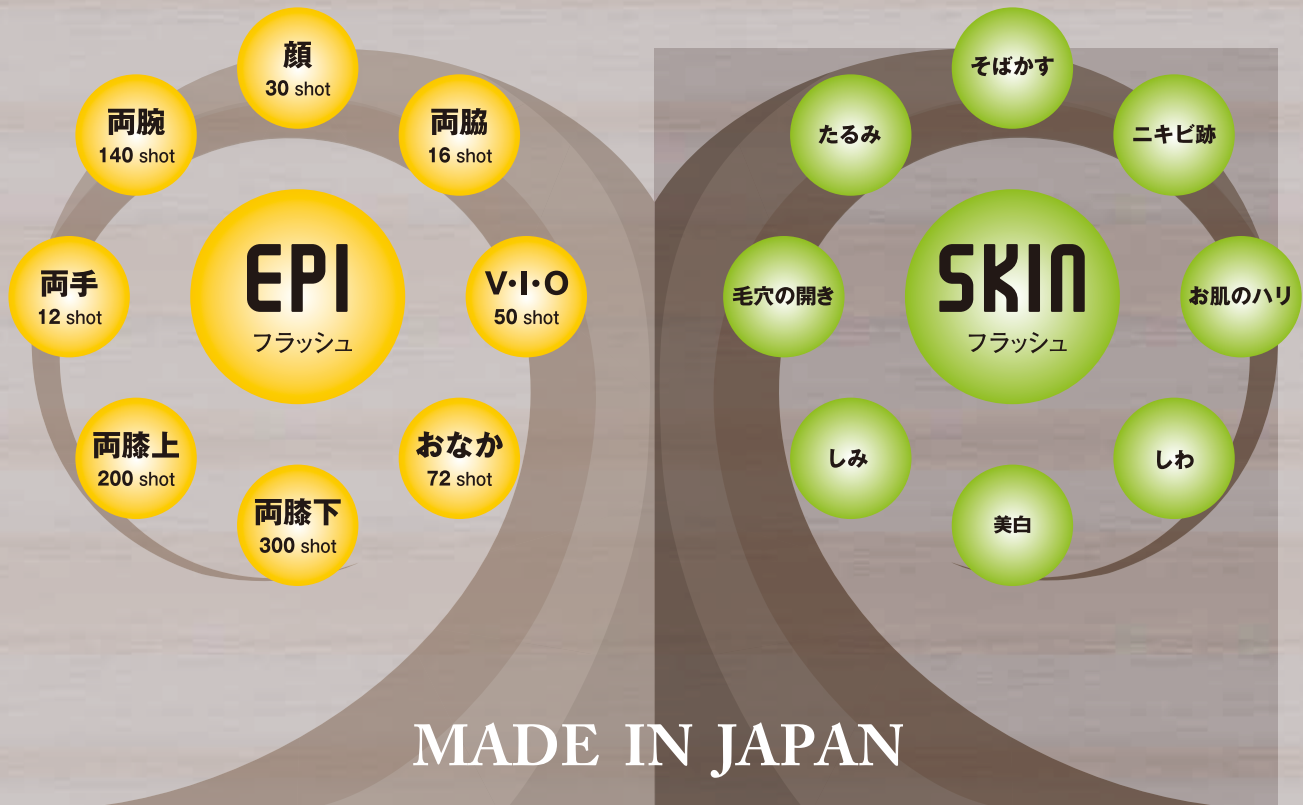 顔
30 shot
両腕
140 shot
両脇
16 shot
両手
12 shot
EPI
フラッシュ
V・I・O
50 shot
両膝上
200 shot
おなか
72 shot
両膝下
300 shot
そばかす
たるみ
ニキビ跡
毛穴の開き
SKIN
フラッシュ
お肌のハリ
しみ
しわ
美白
MADE IN JAPAN